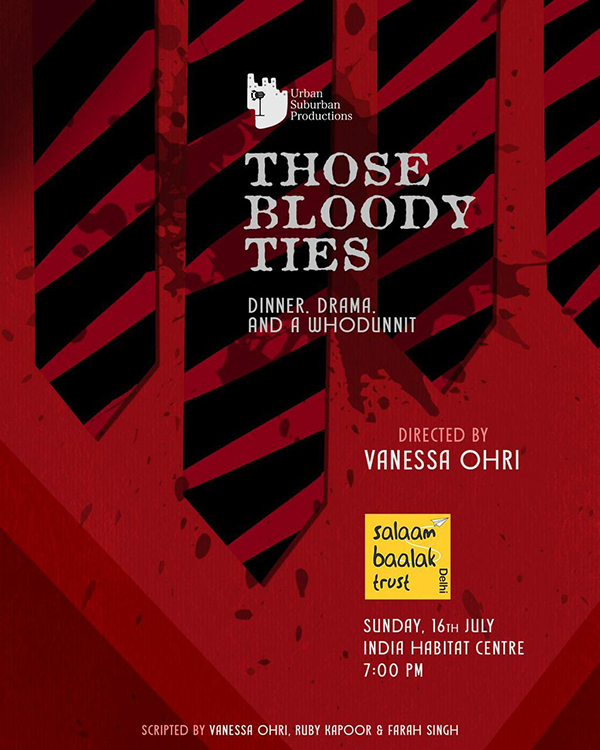 Urban
Suburban
Productions
THOSE
BLOODY
TIES
DINNER. DRAMA.
AND A WHODUNNIT
DIRECTED BY
VANESSA OHRI
salaam
baalak
trust
Delhi
SUNDAY, 16TH JULY
INDIA HABITAT CENTRE
7:00 PM
SCRIPTED BY VANESSA OHRI, RUBY KAPOOR & FARAH SINGH